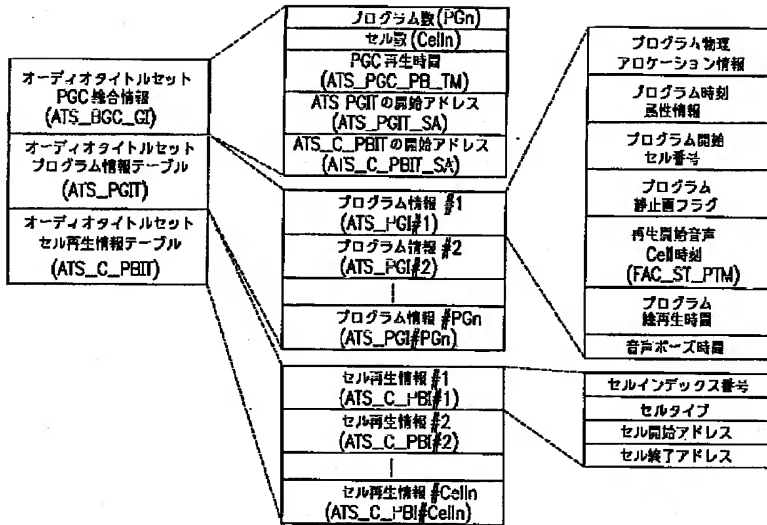 オーディオタイトルセット
PGC 総合情報
(ATS_BGC_GI)
オーディオタイトルセット
プログラム情報テーブル
(ATS_PGIT)
オーディオタイトルセット
セル再生情報テーブル
(ATS_C_PBIT)
プログラム数(PGn)
セル数(Celln)
PGC 再生時間
(ATS_PGC_PB_TM)
ATS PGITの開始アドレス
(ATS_PGIT_SA)
ATS_C_PBITの開始アドレス
(ATS_C_PBIT_SA)
プログラム情報 #1
(ATS_PGI#1)
プログラム情報 #2
(ATS_PGI#2)
プログラム情報 #PGn
(ATS_PGI#PGn)
セル再生情報 #1
(ATS_C_PBI#1)
セル再生情報 #2
(ATS_C_PBI#2)
セル再生情報 #Celln
(ATS_C_PBI#Celln)
プログラム物理
アロケーション情報
プログラム時刻
属性情報
プログラム開始
セル番号
プログラム
静止画フラグ
再生開始音声
Cell時刻
(FAC_ST_PTM)
プログラム
総再生時間
音声ポーズ時間
セルインデックス番号
セルタイプ
セル開始アドレス
セル終了アドレス